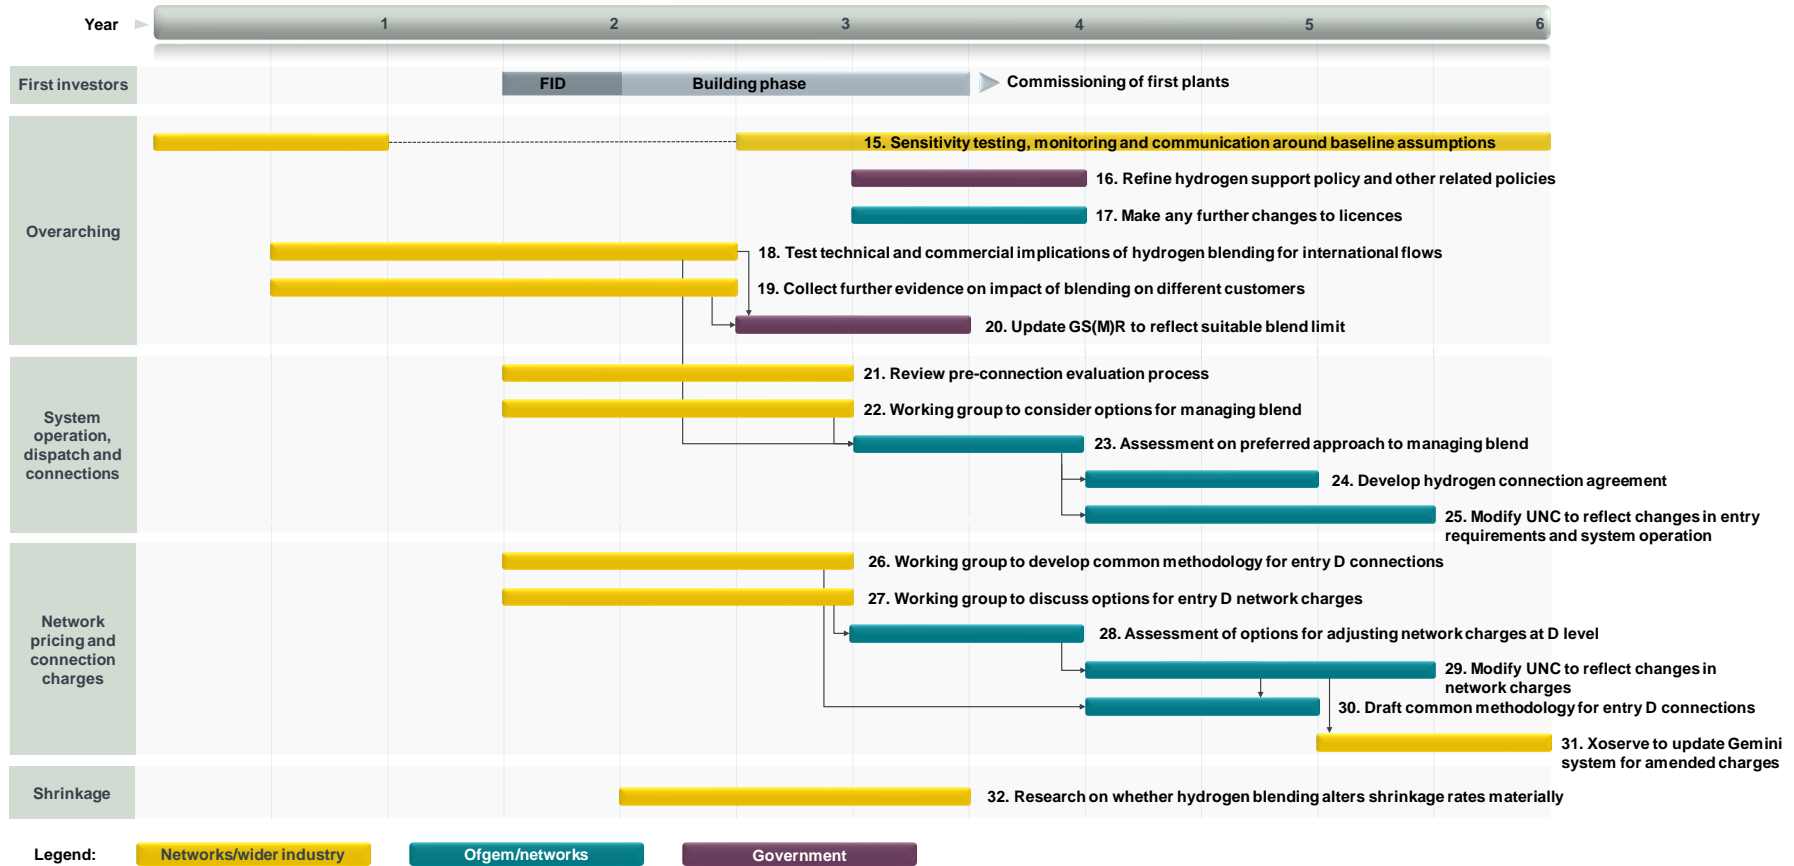 Year
1
2
3
4
5
6
First investors
FID
Building phase
Commissioning of first plants
Overarching
15. Sensitivity testing, monitoring and communication around baseline assumptions
16. Refine hydrogen support policy and other related policies
17. Make any further changes to licences
18. Test technical and commercial implications of hydrogen blending for international flows
19. Collect further evidence on impact of blending on different customers
20. Update GS(M)R to reflect suitable blend limit
System
operation,
dispatch and
connections
21. Review pre-connection evaluation process
22. Working group to consider options for managing blend
23. Assessment on preferred approach to managing blend
24. Develop hydrogen connection agreement
25. Modify UNC to reflect changes in entry
requirements and system operation
Network
pricing and
connection
charges
26. Working group to develop common methodology for entry D connections
27. Working group to discuss options for entry D network charges
28. Assessment of options for adjusting network charges at D level
29. Modify UNC to reflect changes in
network charges
30. Draft common methodology for entry D connections
31. Xoserve to update Gemini
system for amended charges
Shrinkage
32. Research on whether hydrogen blending alters shrinkage rates materially
Legend:
Networks/wider industry
Ofgem/networks
Government